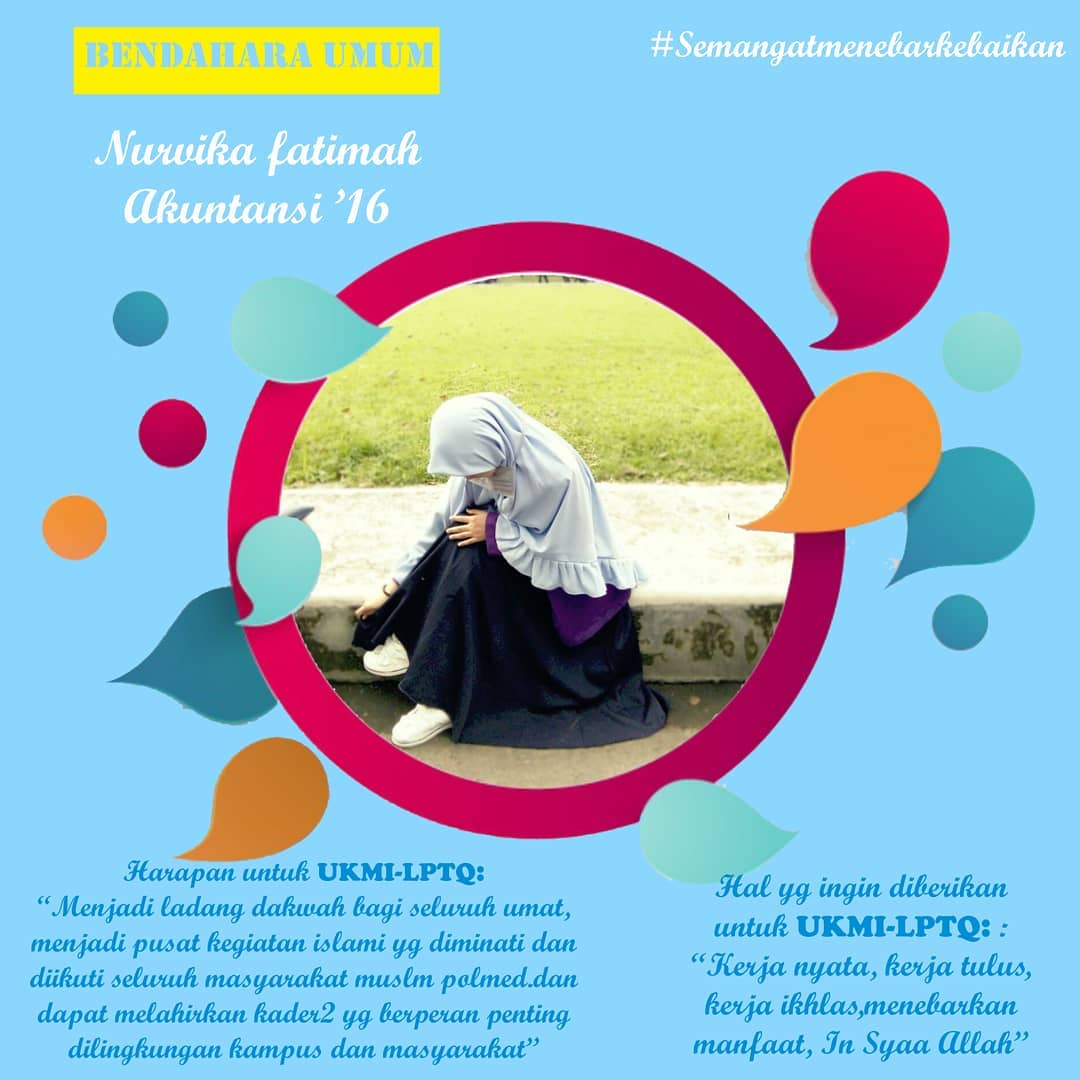 BENDAHARA UMUM
#Semangatmenebarkebaikan
Nurvika fatimah
Akuntansi '16
Harapan untuk UKMI-LPTQ:
“Menjadi ladang dakwah bagi seluruh umat,
menjadi pusat kegiatan islami yg diminati dan
diikuti seluruh masyarakat muslm polmed.dan
dapat melahirkan kader2 yg berperan penting
dilingkungan kampus dan masyarakat”
Hal yg ingin diberikan
untuk UKMI-LPTQ: :
“Kerja nyata, kerja tulus,
kerja ikhlas,menebarkan
manfaat, In Syaa Allah”